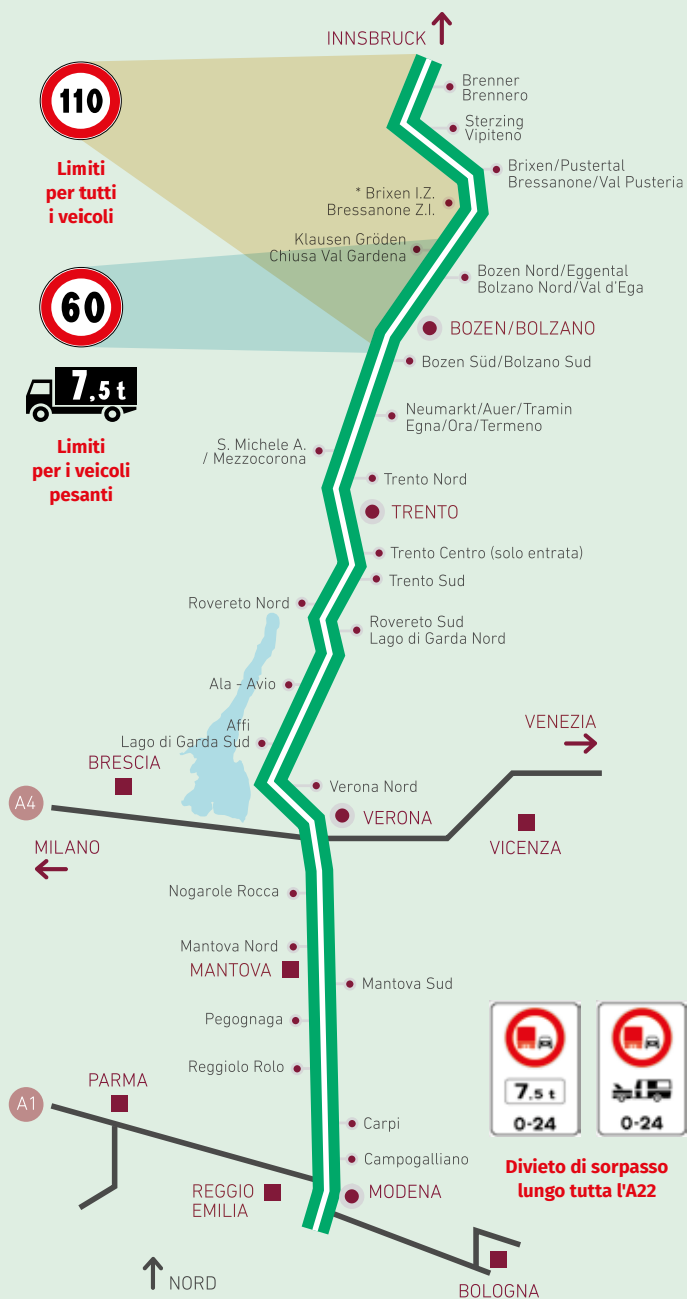 INNSBRUCK
110
Limiti
per tutti
i veicoli
Brenner
Brennero
Sterzing
Vipiteno
Brixen/Pustertal
Bressanone/Val Pusteria
* Brixen I.Z.
Bressanone Z.I.
Klausen Gröden
Chiusa Val Gardena
Bozen Nord/Eggental
Bolzano Nord/Val d'Ega
60
7,5 t
Limiti
per i veicoli
pesanti
BOZEN/BOLZANO
Bozen Süd/Bolzano Sud
Neumarkt/Auer/Tramin
Egna/Ora/Termeno
S. Michele A.
/ Mezzocorona
Trento Nord
TRENTO
Trento Centro (solo entrata)
Trento Sud
Rovereto Nord
Rovereto Sud
Lago di Garda Nord
Ala - Avio
Affi
Lago di Garda Sud
VENEZIA
BRESCIA
Verona Nord
A4
VERONA
MILANO
VICENZA
Nogarole Rocca
Mantova Nord
MANTOVA
Mantova Sud
Pegognaga
Reggiolo Rolo
PARMA
A1
Carpi
Campogalliano
REGGIO
EMILIA
MODENA
7.5 t
0-24
0-24
Divieto di sorpasso
lungo tutta l'A22
NORD
BOLOGNA